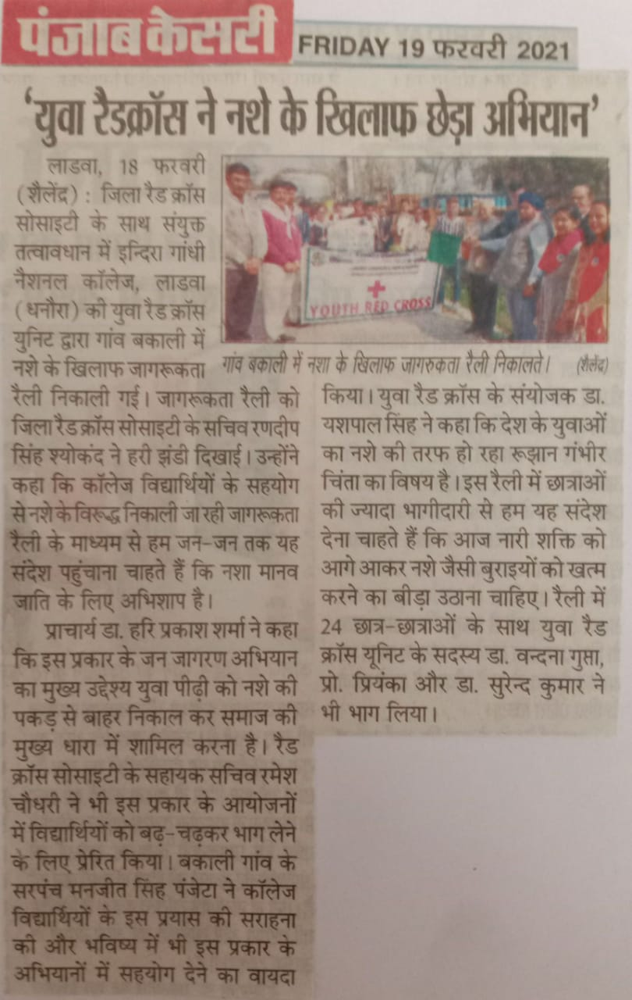 पंजाब केसरी
FRIDAY 19 फरवरी 2021
‘युवा रैडक्रॉस ने नशे के खिलाफ छेड़ा अभियान’
लाडवा, 18 फरवरी
(शैलेंद्र) : जिला रैड क्रॉस
सोसाइटी के साथ संयुक्त
तत्वावधान में इन्दिरा गांधी
नैशनल कॉलेज, लाडवा
(धनौरा) की युवा रैड क्रॉस
युनिट द्वारा गांव बकाली में
नशे के खिलाफ जागरूकता
रैली निकाली गई। जागरूकता रैली को
जिला रैड क्रॉस सोसाइटी के सचिव रणदीप
सिंह श्योकंद ने हरी झंडी दिखाई। उन्होंने
कहा कि कॉलेज विद्यार्थियों के सहयोग
से नशे के विरूद्ध निकाली जा रही जागरूकता
रैली के माध्यम से हम जन-जन तक यह
संदेश पहुंचाना चाहते हैं कि नशा मानव
जाति के लिए अभिशाप है।
प्राचार्य डा. हरि प्रकाश शर्मा ने कहा
कि इस प्रकार के जन जागरण अभियान
का मुख्य उद्देश्य युवा पीढ़ी को नशे की
पकड़ से बाहर निकाल कर समाज की
मुख्य धारा में शामिल करना है। रैड
क्रॉस सोसाइटी के सहायक सचिव रमेश
चौधरी ने भी इस प्रकार के आयोजनों
में विद्यार्थियों को बढ़-चढ़कर भाग लेने
के लिए प्रेरित किया। बकाली गांव के
सरपंच मनजीत सिंह पंजेटा ने कॉलेज
विद्यार्थियों के इस प्रयास की सराहना
की और भविष्य में भी इस प्रकार के
अभियानों में सहयोग देने का वायदा
YOUTH RED CROSS
गांव बकाली में नशा के खिलाफ जागरुकता रैली निकालते। (शैलेंद्र)
किया। युवा रैड क्रॉस के संयोजक डा.
यशपाल सिंह ने कहा कि देश के युवाओं
का नशे की तरफ हो रहा रूझान गंभीर
चिंता का विषय है। इस रैली में छात्राओं
की ज्यादा भागीदारी से हम यह संदेश
देना चाहते हैं कि आज नारी शक्ति को
आगे आकर नशे जैसी बुराइयों को खत्म
करने का बीड़ा उठाना चाहिए। रैली में
24 छात्र-छात्राओं के साथ युवा रैड
क्रॉस यूनिट के सदस्य डा. वन्दना गुप्ता,
प्रो. प्रियंका और डा. सुरेन्द कुमार ने
भी भाग लिया।